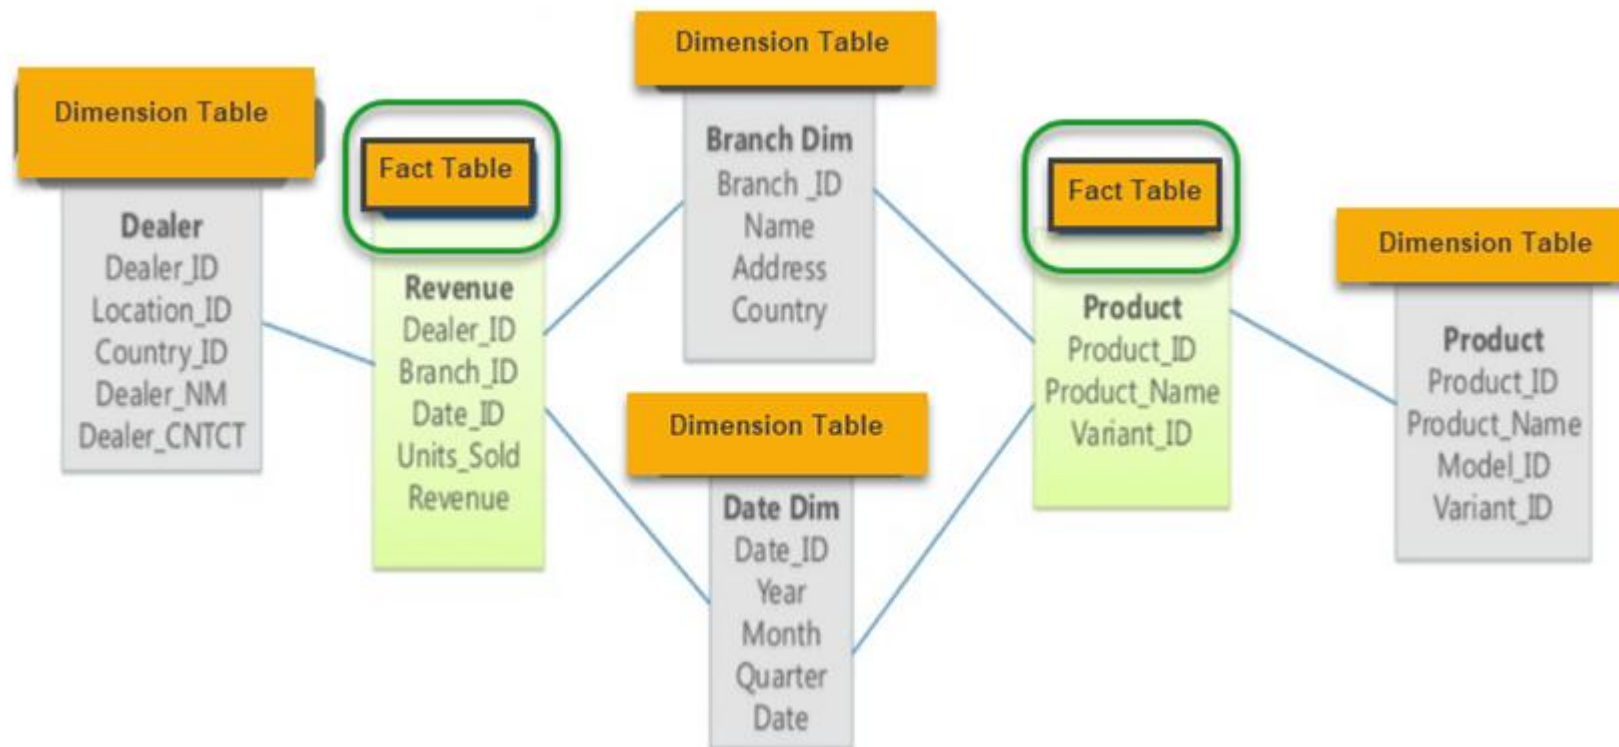 Dimension Table
Dealer
Dealer_ID
Location_ID
Country_ID
Dealer_NM
Dealer_CNTCT
Fact Table
Revenue
Dealer_ID
Branch_ID
Date_ID
Units_Sold
Revenue
Dimension Table
Branch Dim
Branch _ID
Name
Address
Country
Dimension Table
Date Dim
Date_ID
Year
Month
Quarter
Date
Fact Table
Product
Product_ID
Product_Name
Variant_ID
Dimension Table
Product
Product_ID
Product_Name
Model_ID
Variant_ID